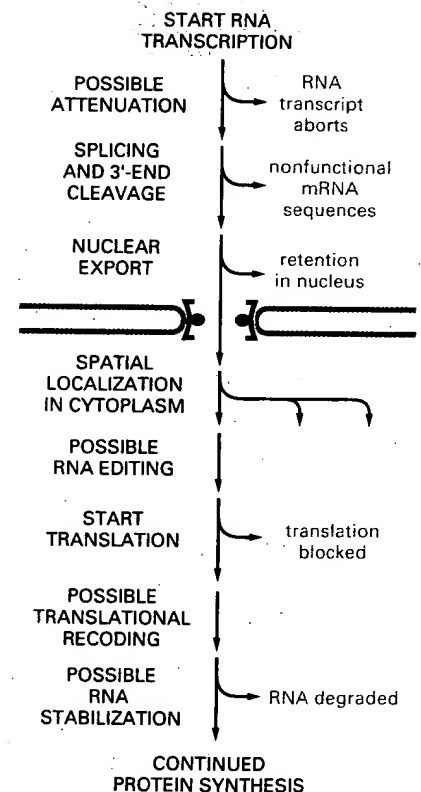 START RNA
TRANSCRIPTION
POSSIBLE
ATTENUATION
RNA
transcript
aborts
SPLICING
AND 3'-END
CLEAVAGE
nonfunctional
mRNA
sequences
NUCLEAR
EXPORT
retention
in nucleus
SPATIAL
LOCALIZATION
IN CYTOPLASM
POSSIBLE
RNA EDITING
START
TRANSLATION
translation
blocked
POSSIBLE
TRANSLATIONAL
RECODING
POSSIBLE
RNA
STABILIZATION
RNA degraded
CONTINUED
PROTEIN SYNTHESIS